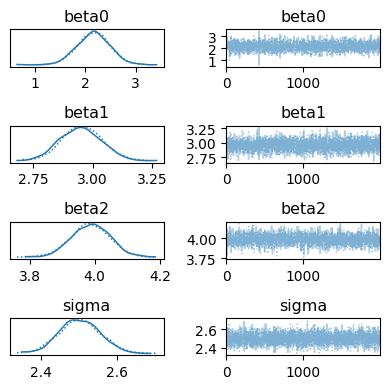 beta0 beta0
3
2
1
1 2 3 0 1000
beta1 beta1
3.25
3.00
2.75
2.75 3.00 3.25 0 1000
beta2 beta2
4.00
3.75
3.8 4.0 4.2 0 1000
sigma sigma
2.6
2.4
2.4 2.6 0 1000